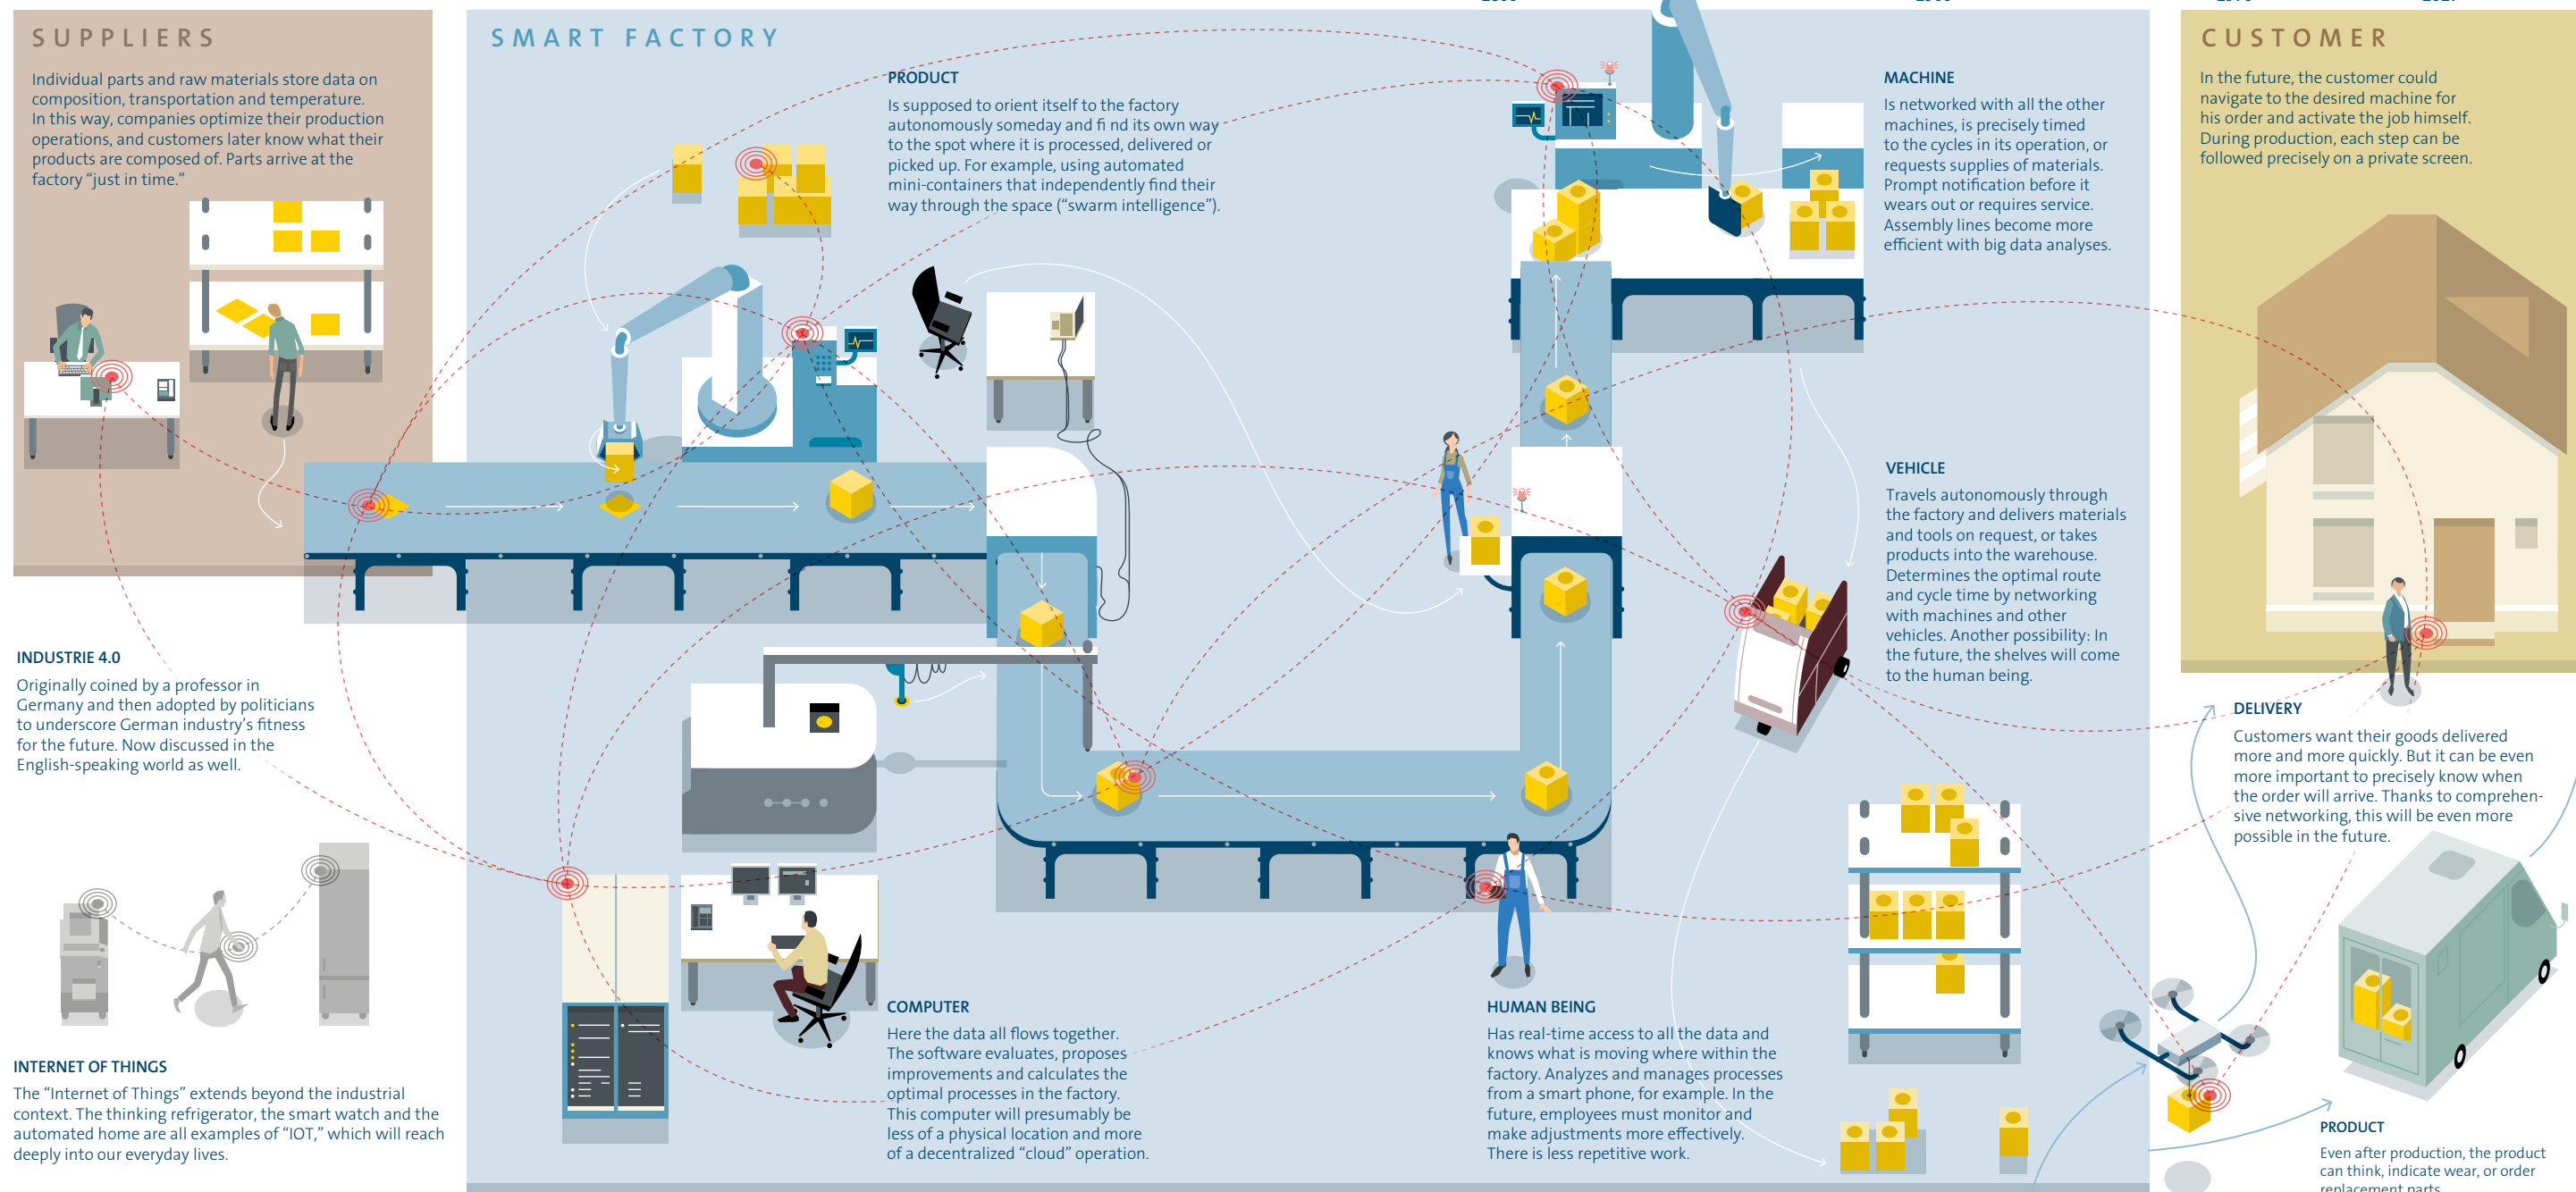 SUPPLIERS
Individual parts and raw materials store data on
composition, transportation and temperature.
In this way, companies optimize their production
operations, and customers later know what their
products are composed of. Parts arrive at the
factory “just in time.”
SMART FACTORY
PRODUCT
Is supposed to orient itself to the factory
autonomously someday and fi nd its own way
to the spot where it is processed, delivered or
picked up. For example, using automated
mini-containers that independently find their
way through the space (“swarm intelligence”).
MACHINE
Is networked with all the other
machines, is precisely timed
to the cycles in its operation, or
requests supplies of materials.
Prompt notification before it
wears out or requires service.
Assembly lines become more
efficient with big data analyses.
CUSTOMER
In the future, the customer could
navigate to the desired machine for
his order and activate the job himself.
During production, each step can be
followed precisely on a private screen.
VEHICLE
Travels autonomously through
the factory and delivers materials
and tools on request, or takes
products into the warehouse.
Determines the optimal route
and cycle time by networking
with machines and other
vehicles. Another possibility: In
the future, the shelves will come
to the human being.
INDUSTRIE 4.0
Originally coined by a professor in
Germany and then adopted by politicians
to underscore German industry’s fitness
for the future. Now discussed in the
English-speaking world as well.
DELIVERY
Customers want their goods delivered
more and more quickly. But it can be even
more important to precisely know when
the order will arrive. Thanks to comprehen-
sive networking, this will be even more
possible in the future.
INTERNET OF THINGS
The “Internet of Things” extends beyond the industrial
context. The thinking refrigerator, the smart watch and the
automated home are all examples of “IOT,” which will reach
deeply into our everyday lives.
COMPUTER
Here the data all flows together.
The software evaluates, proposes
improvements and calculates the
optimal processes in the factory.
This computer will presumably be
less of a physical location and more
of a decentralized “cloud” operation.
HUMAN BEING
Has real-time access to all the data and
knows what is moving where within the
factory. Analyzes and manages processes
from a smart phone, for example. In the
future, employees must monitor and
make adjustments more effectively.
There is less repetitive work.
PRODUCT
Even after production, the product
can think, indicate wear, or order
replacement parts